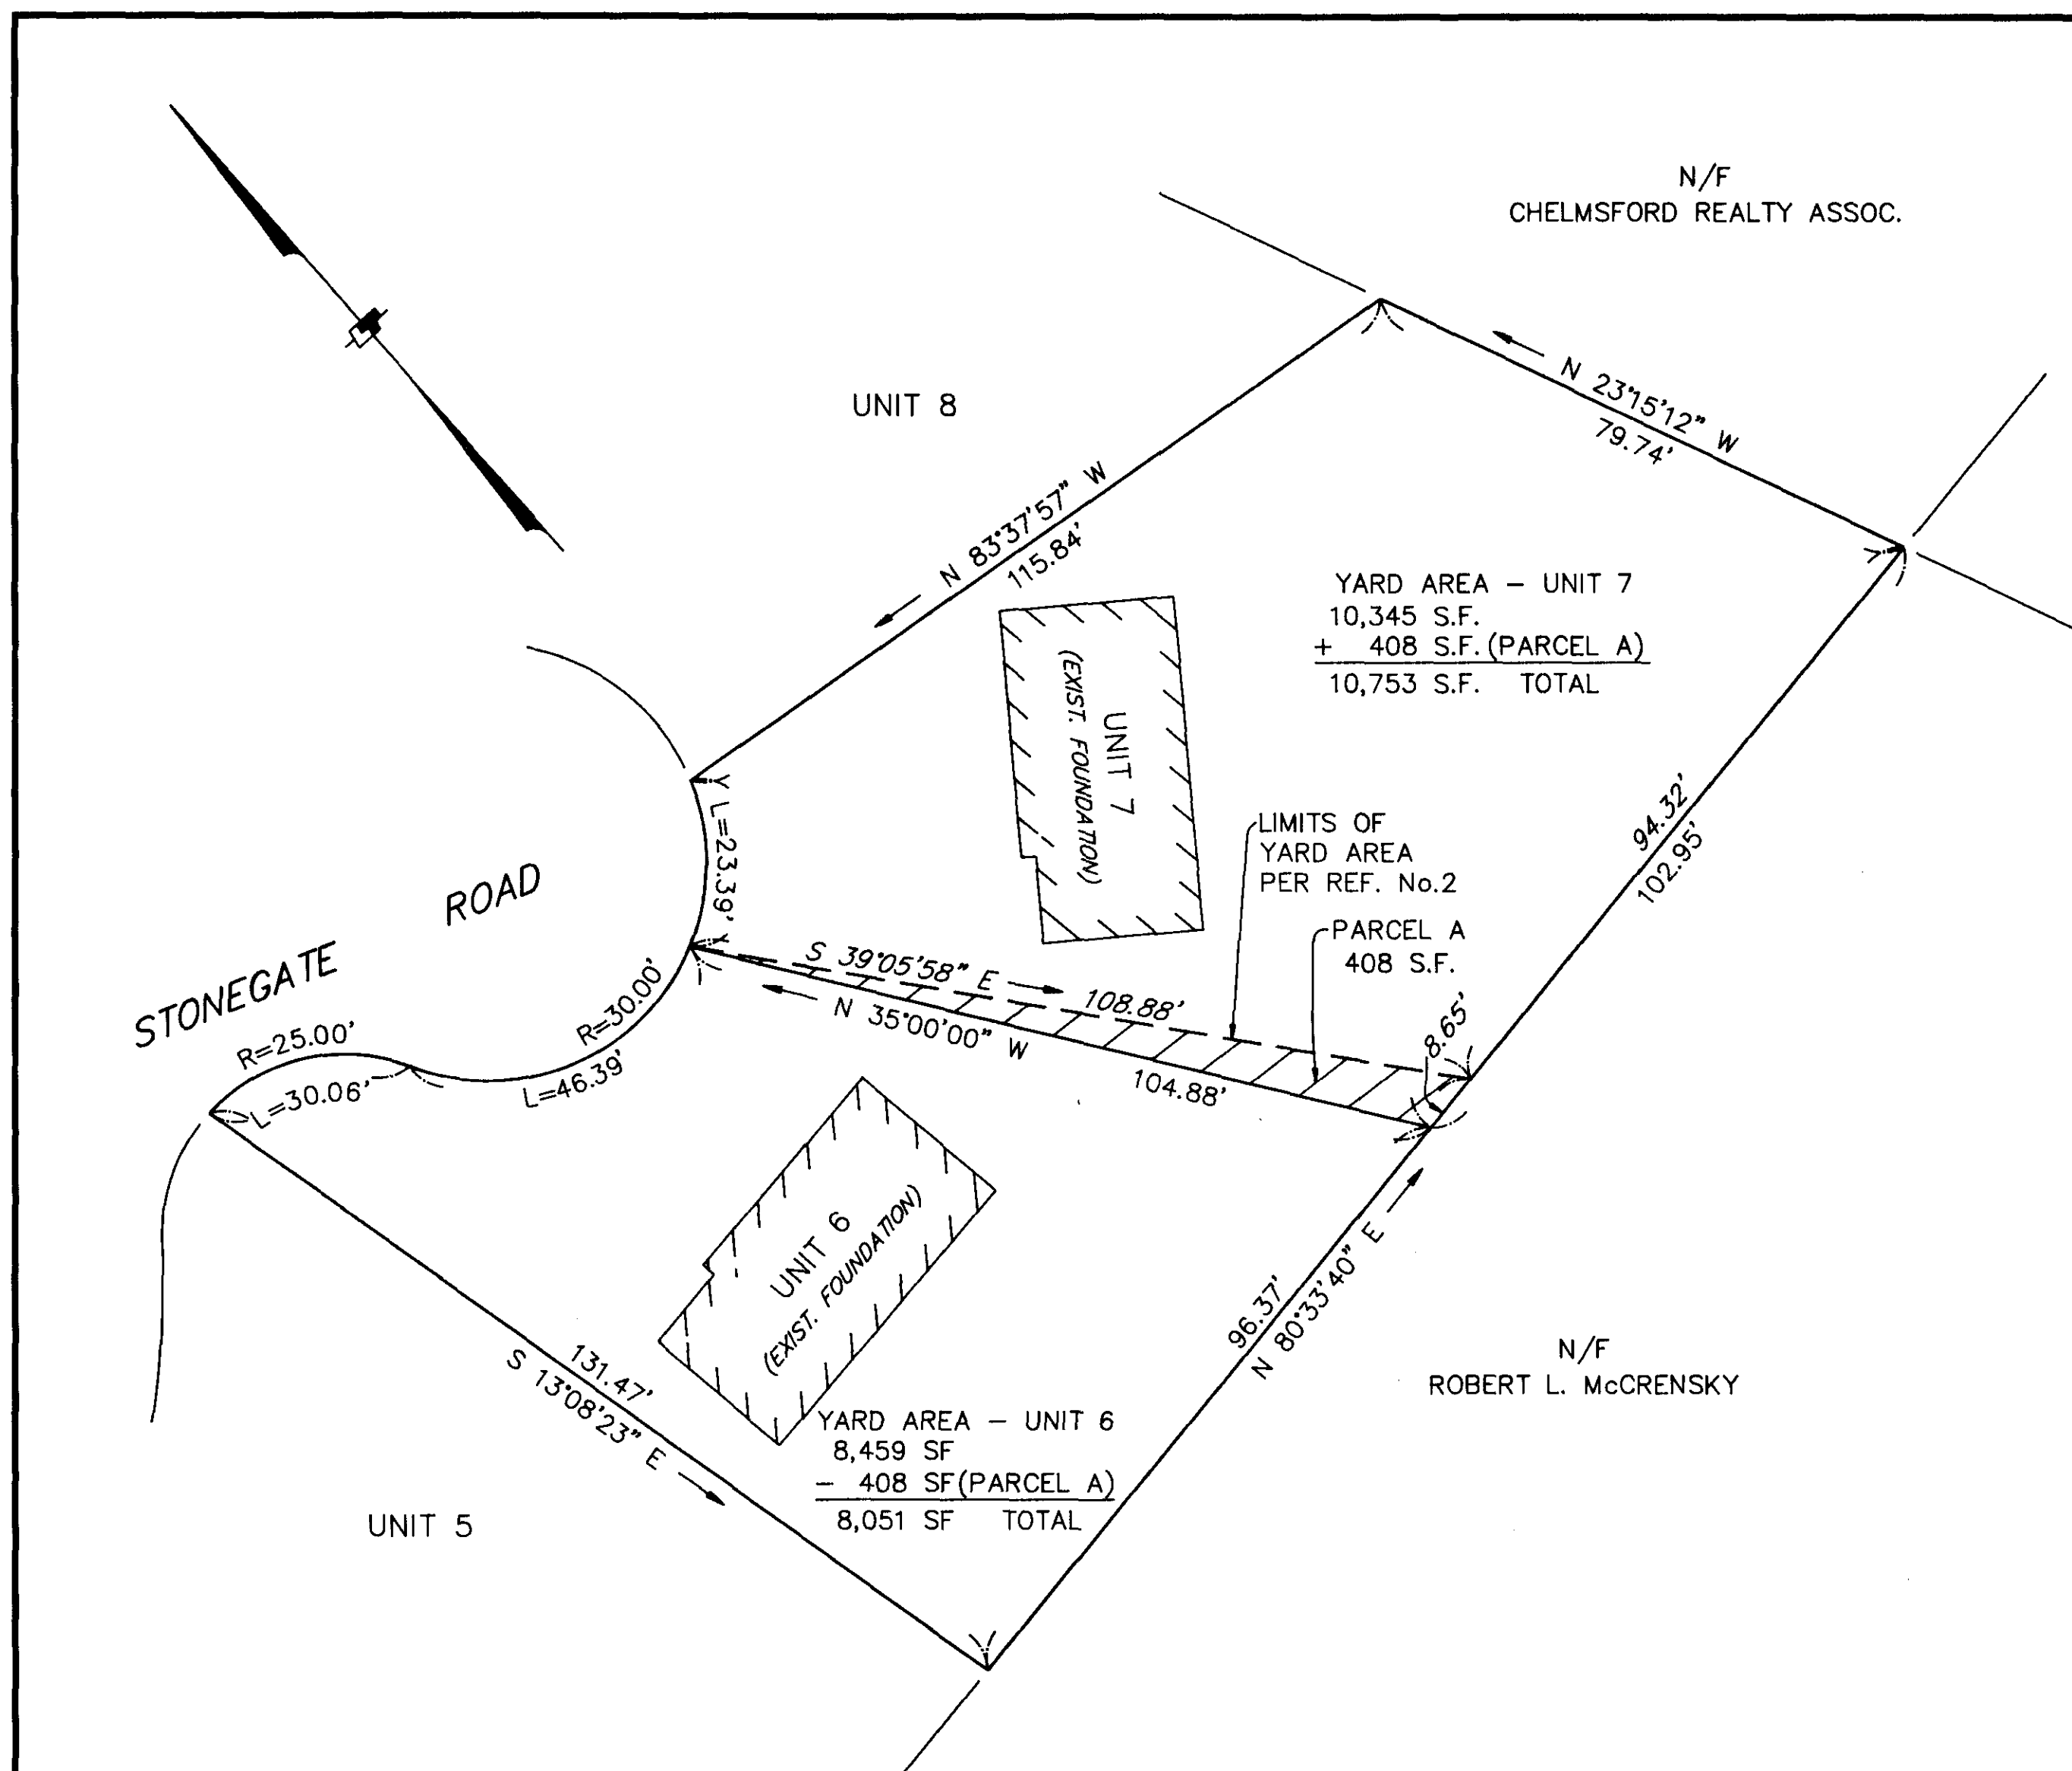 N/F
CHELMSFORD REALTY ASSOC.
N 23°15'12" W
79.74'
UNIT 8
N 83°37'57" W
115.84'
YARD AREA - UNIT 7
10,345 S.F.
+ 408 S.F. (PARCEL A)
10,753 S.F. TOTAL
UNIT 7
(EXIST. FOUNDATION)
L=23.39'
94.32'
102.95'
LIMITS OF
YARD AREA
PER REF. No.2
PARCEL A
408 S.F.
STONEGATE ROAD
S 39°05'58" E
108.88'
N 35°00'00" W
104.88'
8.65'
R=25.00'
L=30.06'
R=30.00'
L=46.39'
UNIT 6
(EXIST. FOUNDATION)
96.37'
N 80°33'40" E
N/F
ROBERT L. McCRENSKY
131.47'
S 13°08'23" E
YARD AREA - UNIT 6
8,459 SF
- 408 SF (PARCEL A)
8,051 SF TOTAL
UNIT 5